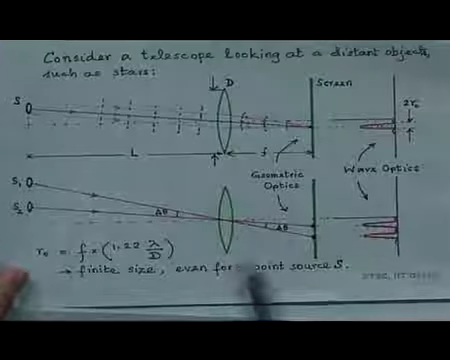 Consider a telescope looking at a distant objects,
such as stars:
S
D
Screen
2r₀
L
f
Geometric
Optics
Wave Optics
S₁
S₂
Δθ
Δθ
r₀ = f × (1.22 λ/D)
→ finite size, even for point source S.